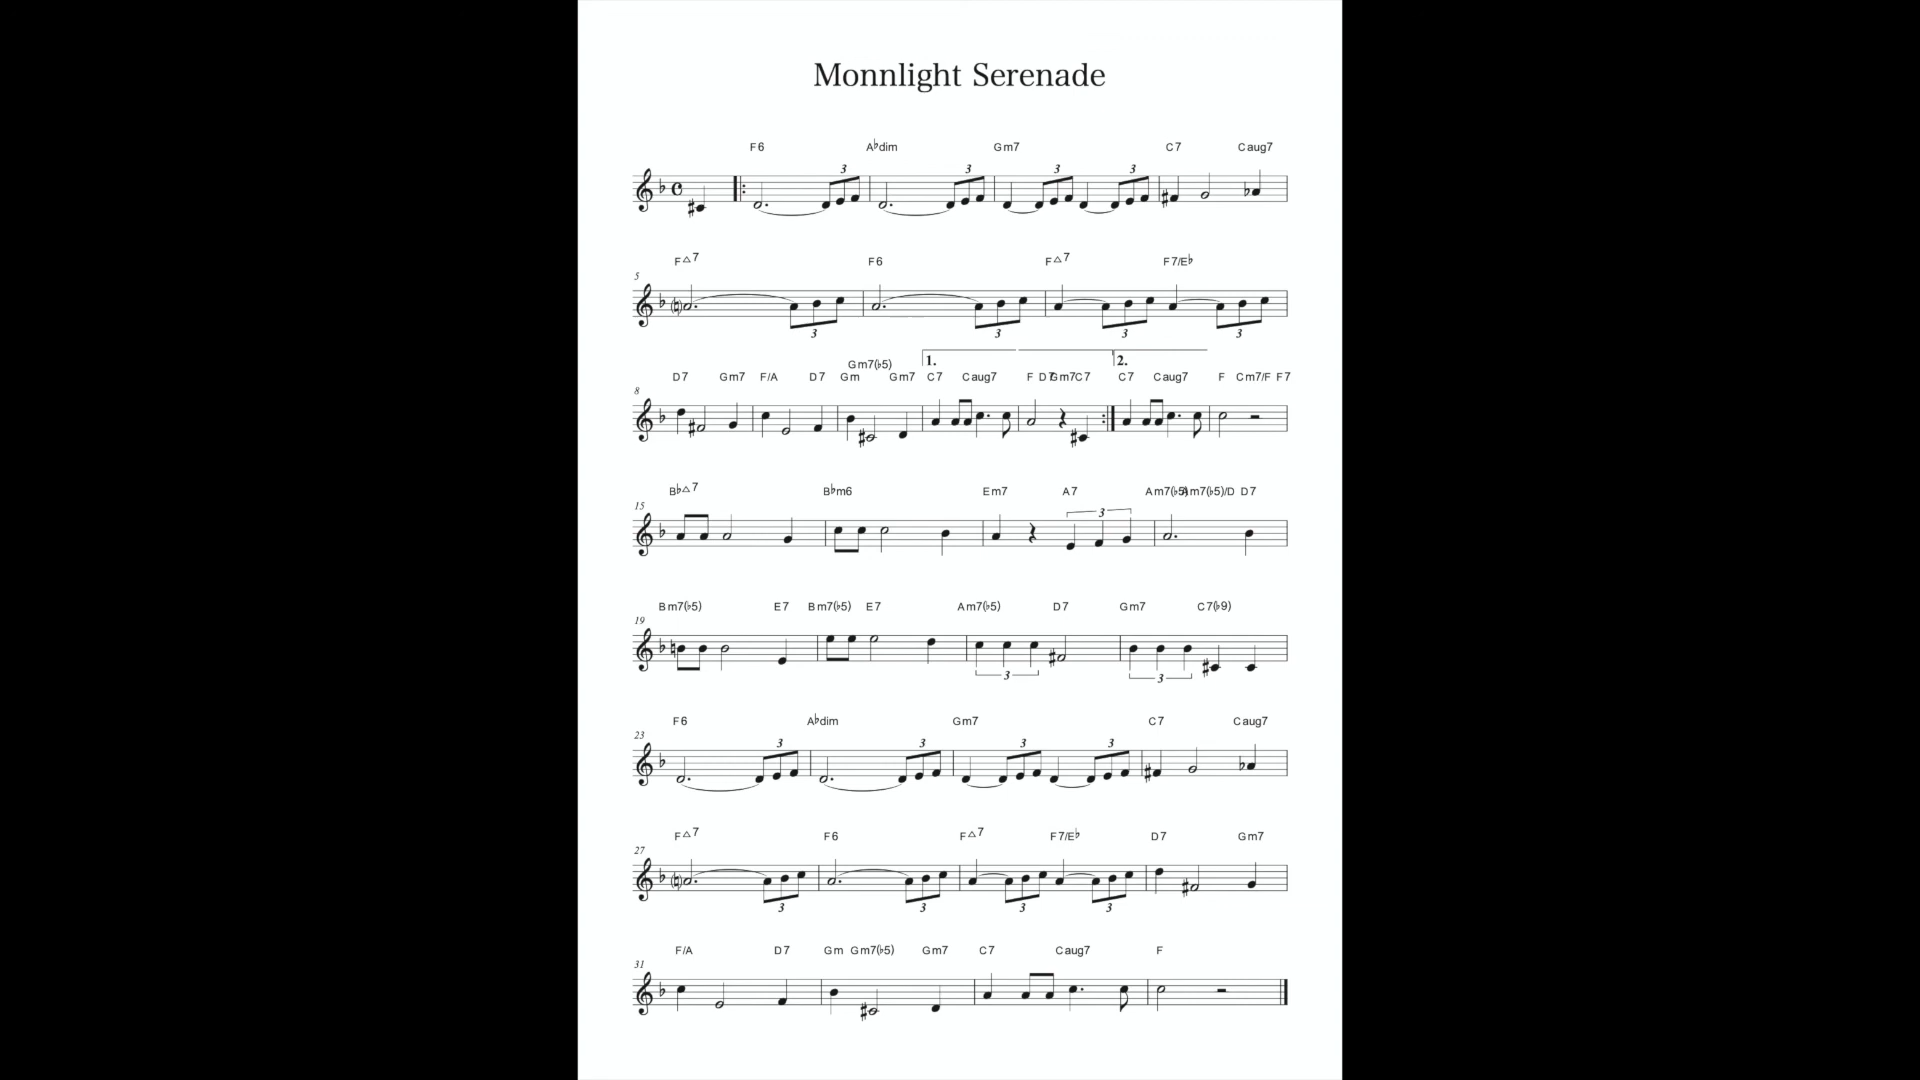 Monnlight Serenade
F6 A♭dim Gm7 C7 Caug7
3 3 3 3
5
F△7 F6 F△7 F7/E♭
3 3 3 3
Gm7(♭5) 1. 2.
8
D7 Gm7 F/A D7 Gm Gm7 C7 Caug7 F D7 Gm7 C7 C7 Caug7 F Cm7/F F7
15
B♭△7 B♭m6 Em7 A7 Am7(♭5) Am7(♭5)/D D7
3
19
Bm7(♭5) E7 Bm7(♭5) E7 Am7(♭5) D7 Gm7 C7(♭9)
3 3
23
F6 A♭dim Gm7 C7 Caug7
3 3 3 3
27
F△7 F6 F△7 F7/E♭ D7 Gm7
3 3 3 3
31
F/A D7 Gm Gm7(♭5) Gm7 C7 Caug7 F